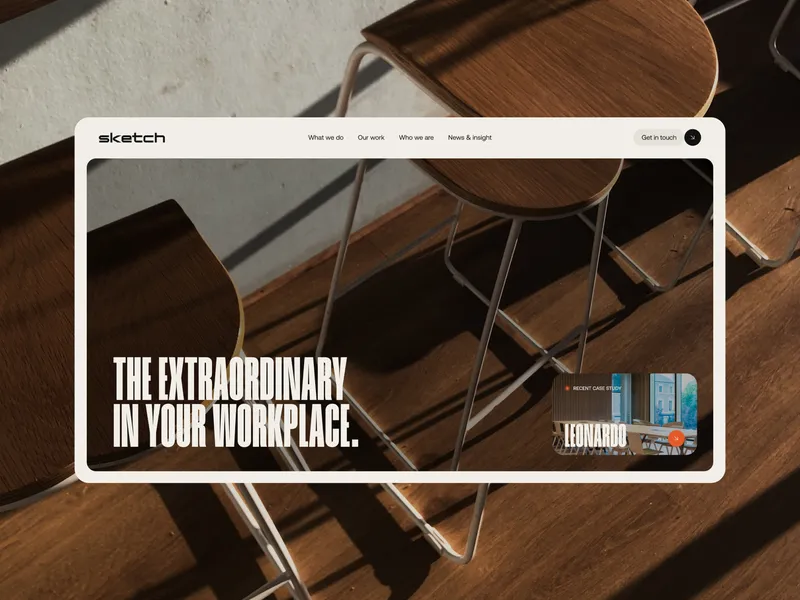 sketch
What we do
Our work
Who we are
News & insight
Get in touch
THE EXTRAORDINARY
IN YOUR WORKPLACE.
RECENT CASE STUDY
LEONARDO